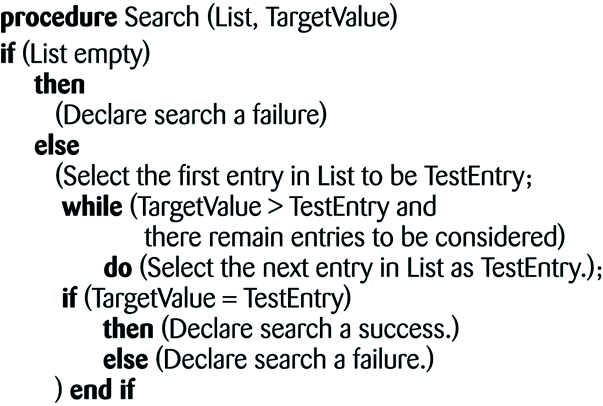 procedure Search (List, TargetValue)
if (List empty)
then
(Declare search a failure)
else
(Select the first entry in List to be TestEntry;
while (TargetValue > TestEntry and
there remain entries to be considered)
do (Select the next entry in List as TestEntry.);
if (TargetValue = TestEntry)
then (Declare search a success.)
else (Declare search a failure.)
) end if